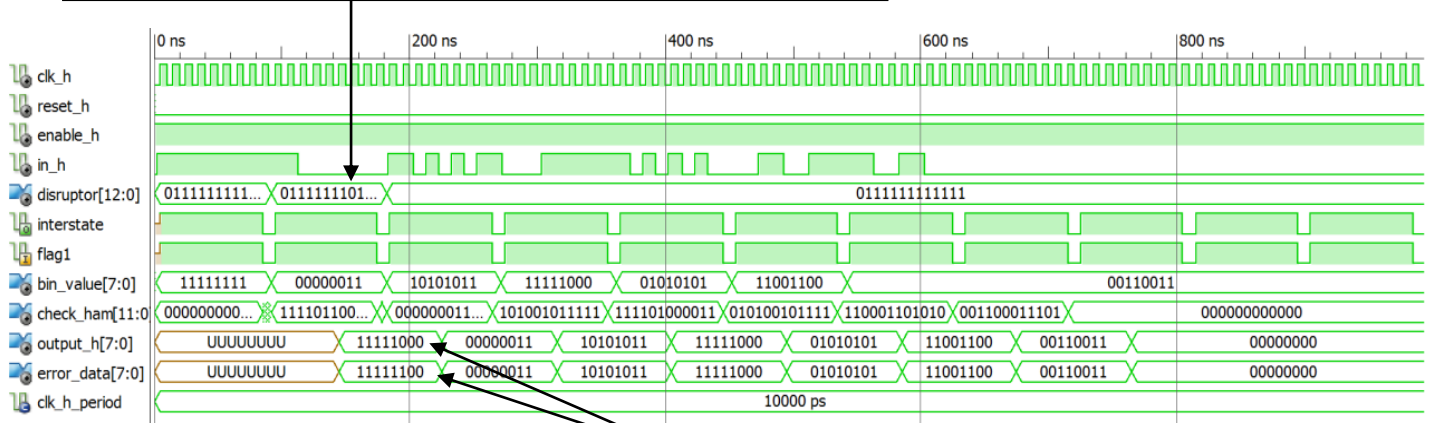 0 ns 200 ns 400 ns 600 ns 800 ns
clk_h
reset_h
enable_h
in_h
disruptor[12:0] 0111111111... 0111111101... 0111111111111
interstate
flag1
bin_value[7:0] 11111111 00000011 10101011 11111000 01010101 11001100 00110011
check_ham[11:0 000000000... 111101100... 000000011... 101001011111 111101000011 010100101111 110001101010 001100011101 000000000000
output_h[7:0] UUUUUUUU 11111000 00000011 10101011 11111000 01010101 11001100 00110011 00000000
error_data[7:0] UUUUUUUU 11111100 00000011 10101011 11111000 01010101 11001100 00110011 00000000
clk_h_period 10000 ps